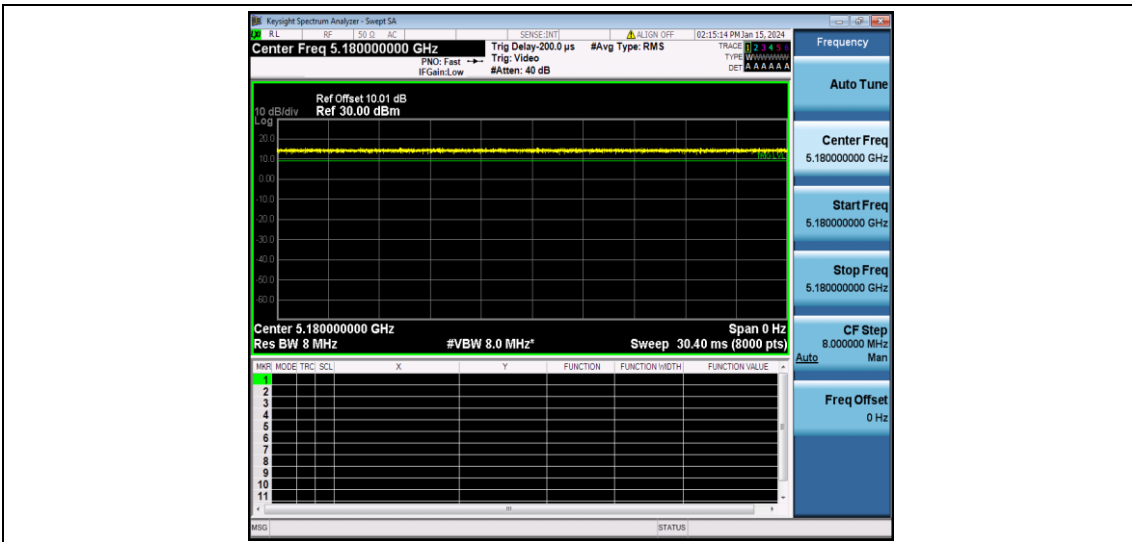 Keysight Spectrum Analyzer - Swept SA
RL RF 50 Ω AC SENSE:INT ALIGN OFF 02:15:14 PM Jan 15, 2024
Center Freq 5.180000000 GHz
PNO: Fast
IFGain:Low
Trig Delay-200.0 µs
Trig: Video
#Atten: 40 dB
#Avg Type: RMS
TRACE 1 2 3 4 5 6
TYPE WWWWWW
DET A A A A A A
Ref Offset 10.01 dB
10 dB/div Ref 30.00 dBm
Log
20.0
10.0
TRIG LVL
0.00
-10.0
-20.0
-30.0
-40.0
-50.0
-60.0
Center 5.180000000 GHz Span 0 Hz
Res BW 8 MHz #VBW 8.0 MHz* Sweep 30.40 ms (8000 pts)
MKR MODE TRC SCL X Y FUNCTION FUNCTION WIDTH FUNCTION VALUE
1
2
3
4
5
6
7
8
9
10
11
MSG STATUS
Frequency
Auto Tune
Center Freq
5.180000000 GHz
Start Freq
5.180000000 GHz
Stop Freq
5.180000000 GHz
CF Step
8.000000 MHz
Auto Man
Freq Offset
0 Hz